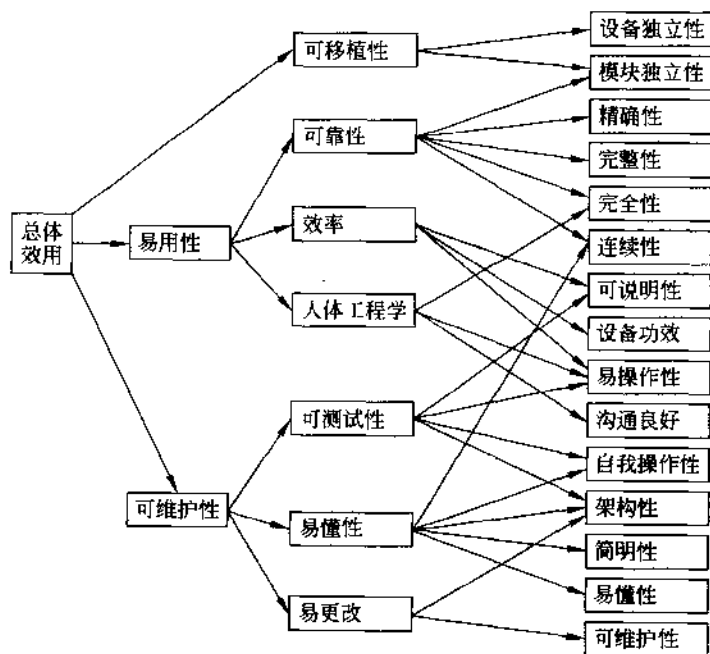 总体
效用
易用性
可维护性
可移植性
可靠性
效率
人体工程学
可测试性
易懂性
易更改
设备独立性
模块独立性
精确性
完整性
完全性
连续性
可说明性
设备功效
易操作性
沟通良好
自我操作性
架构性
简明性
易懂性
可维护性